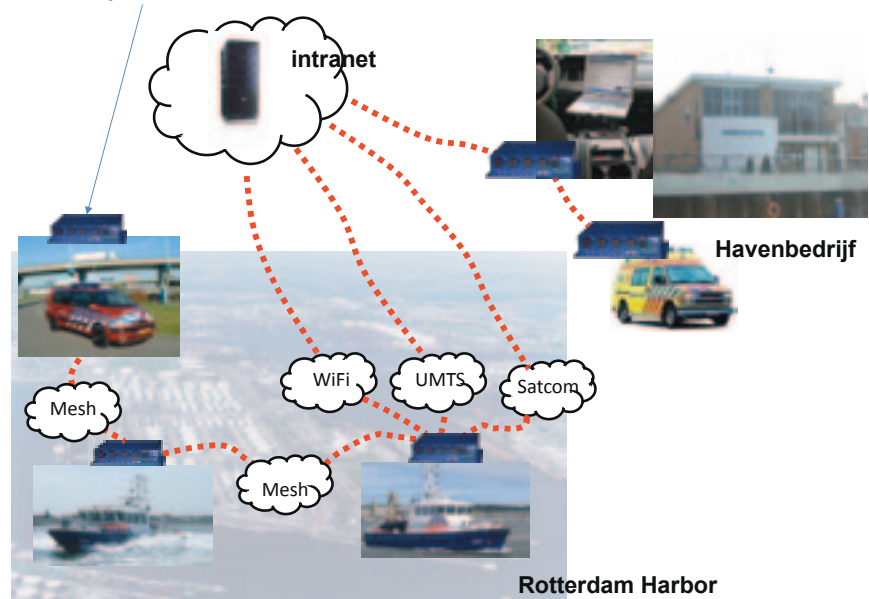 intranet
Havenbedrijf
WiFi
UMTS
Satcom
Mesh
Mesh
Rotterdam Harbor